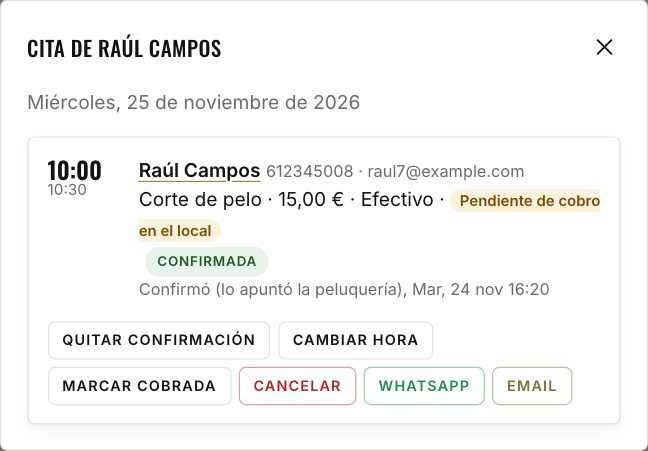 CITA DE RAÚL CAMPOS
Miércoles, 25 de noviembre de 2026
10:00
10:30
Raúl Campos 612345008 · raul7@example.com
Corte de pelo · 15,00 € · Efectivo · Pendiente de cobro
en el local
CONFIRMADA
Confirmó (lo apuntó la peluquería), Mar, 24 nov 16:20
QUITAR CONFIRMACIÓN CAMBIAR HORA
MARCAR COBRADA CANCELAR WHATSAPP EMAIL